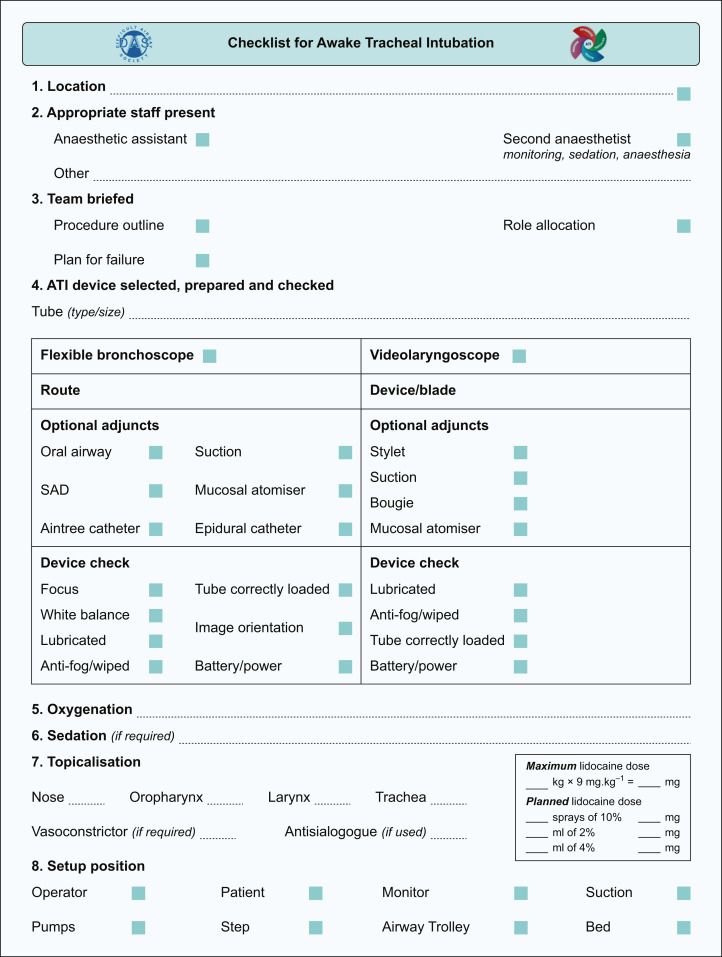 DIFFICULT AIRWAY
DAS
SOCIETY
Checklist for Awake Tracheal Intubation
1. Location
2. Appropriate staff present
Anaesthetic assistant
Second anaesthetist
monitoring, sedation, anaesthesia
Other
3. Team briefed
Procedure outline
Role allocation
Plan for failure
4. ATI device selected, prepared and checked
Tube (type/size)
Flexible bronchoscope
Videolaryngoscope
Route
Device/blade
Optional adjuncts
Oral airway
Suction
SAD
Mucosal atomiser
Aintree catheter
Epidural catheter
Optional adjuncts
Stylet
Suction
Bougie
Mucosal atomiser
Device check
Focus
Tube correctly loaded
White balance
Image orientation
Lubricated
Anti-fog/wiped
Battery/power
Device check
Lubricated
Anti-fog/wiped
Tube correctly loaded
Battery/power
5. Oxygenation
6. Sedation (if required)
7. Topicalisation
Nose
Oropharynx
Larynx
Trachea
Vasoconstrictor (if required)
Antisialogogue (if used)
Maximum lidocaine dose
____ kg × 9 mg.kg⁻¹ = ____ mg
Planned lidocaine dose
____ sprays of 10% ____ mg
____ ml of 2% ____ mg
____ ml of 4% ____ mg
8. Setup position
Operator
Patient
Monitor
Suction
Pumps
Step
Airway Trolley
Bed